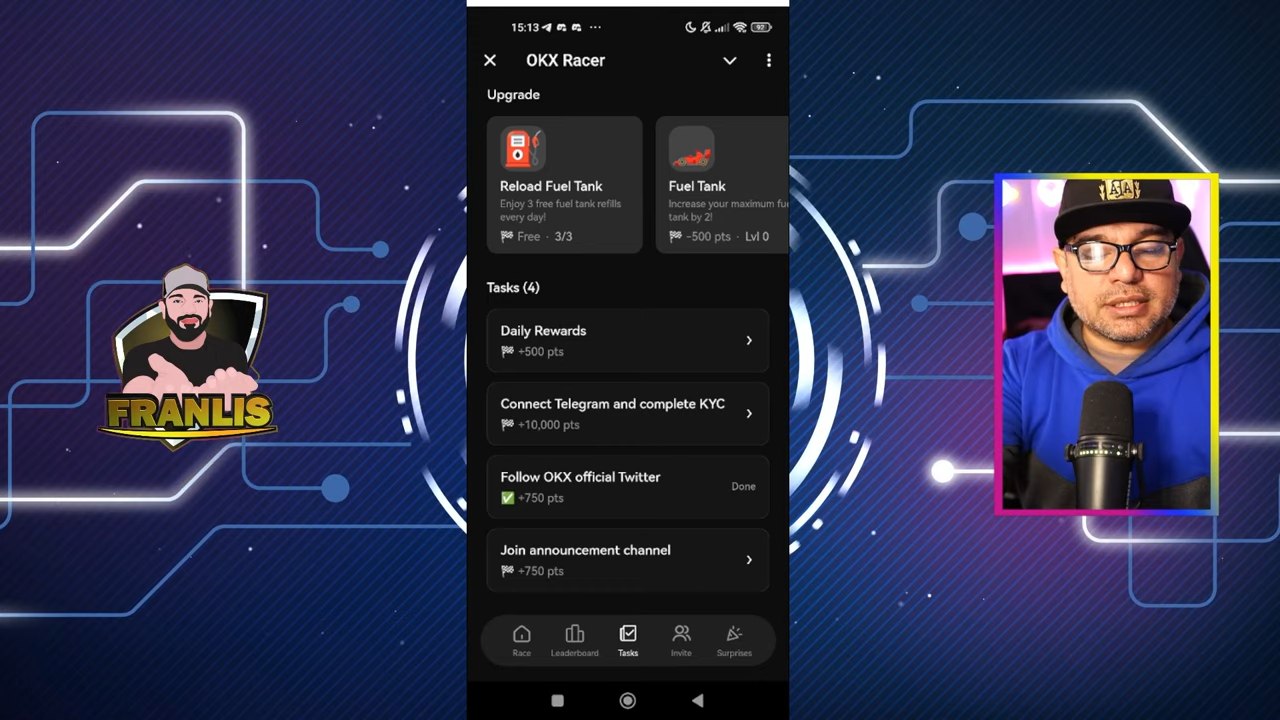 15:13
92
OKX Racer
Upgrade
Reload Fuel Tank
Enjoy 3 free fuel tank refills
every day!
Free · 3/3
Fuel Tank
Increase your maximum fu
tank by 2!
-500 pts · Lvl 0
Tasks (4)
Daily Rewards
+500 pts
Connect Telegram and complete KYC
+10,000 pts
Follow OKX official Twitter
+750 pts
Done
Join announcement channel
+750 pts
Race
Leaderboard
Tasks
Invite
Surprises
FRANLIS